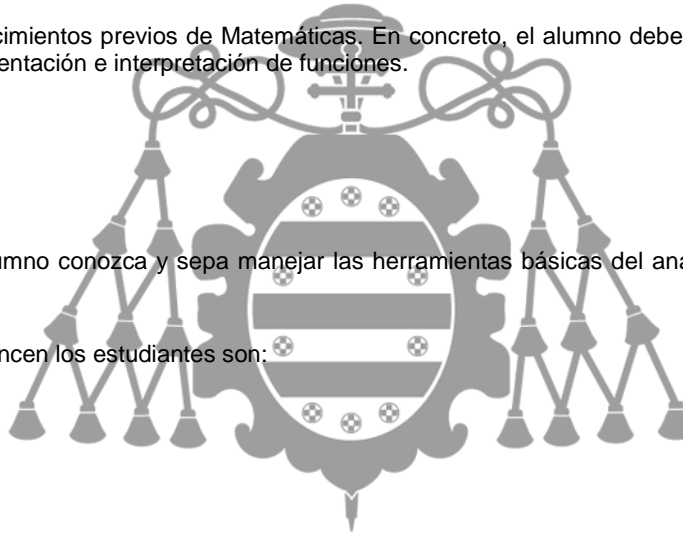 cimientos previos de Matemáticas. En concreto, el alumno debe
entación e interpretación de funciones.
umno conozca y sepa manejar las herramientas básicas del aná
ncen los estudiantes son: